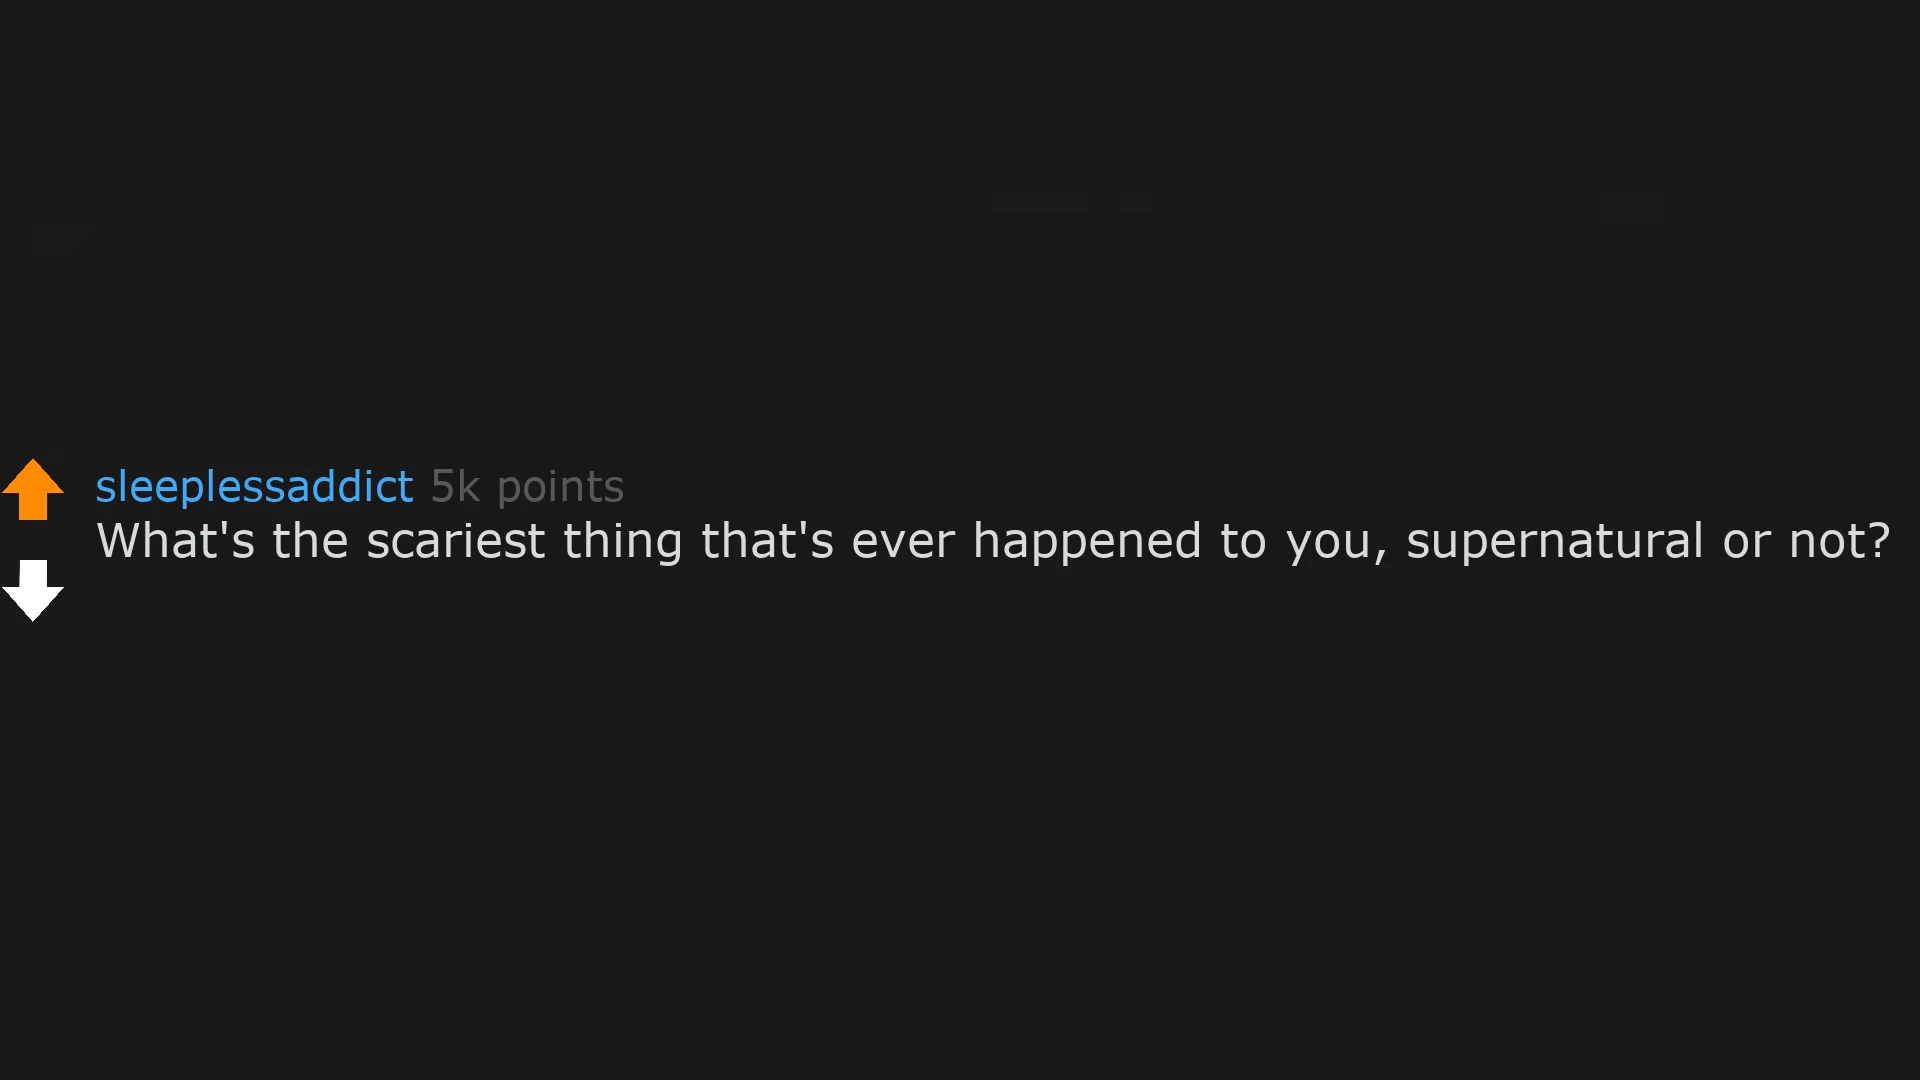 sleeplessaddict 5k points
What's the scariest thing that's ever happened to you, supernatural or not?